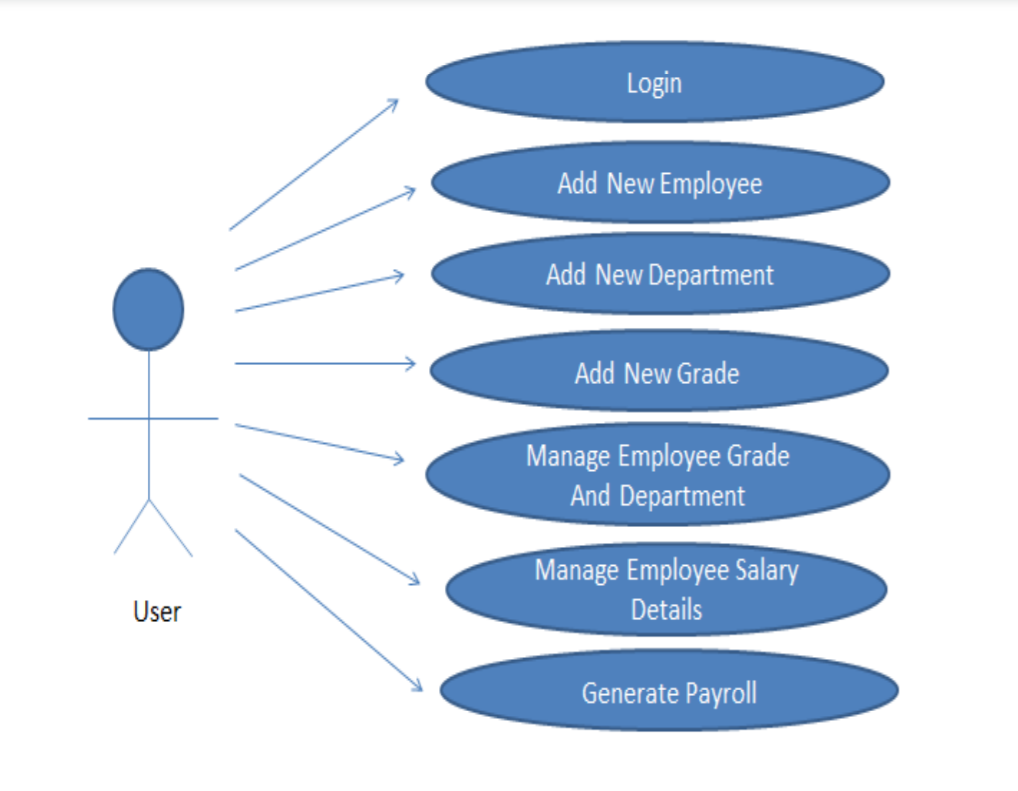 Login
Add New Employee
Add New Department
Add New Grade
Manage Employee Grade
And Department
Manage Employee Salary
Details
Generate Payroll
User